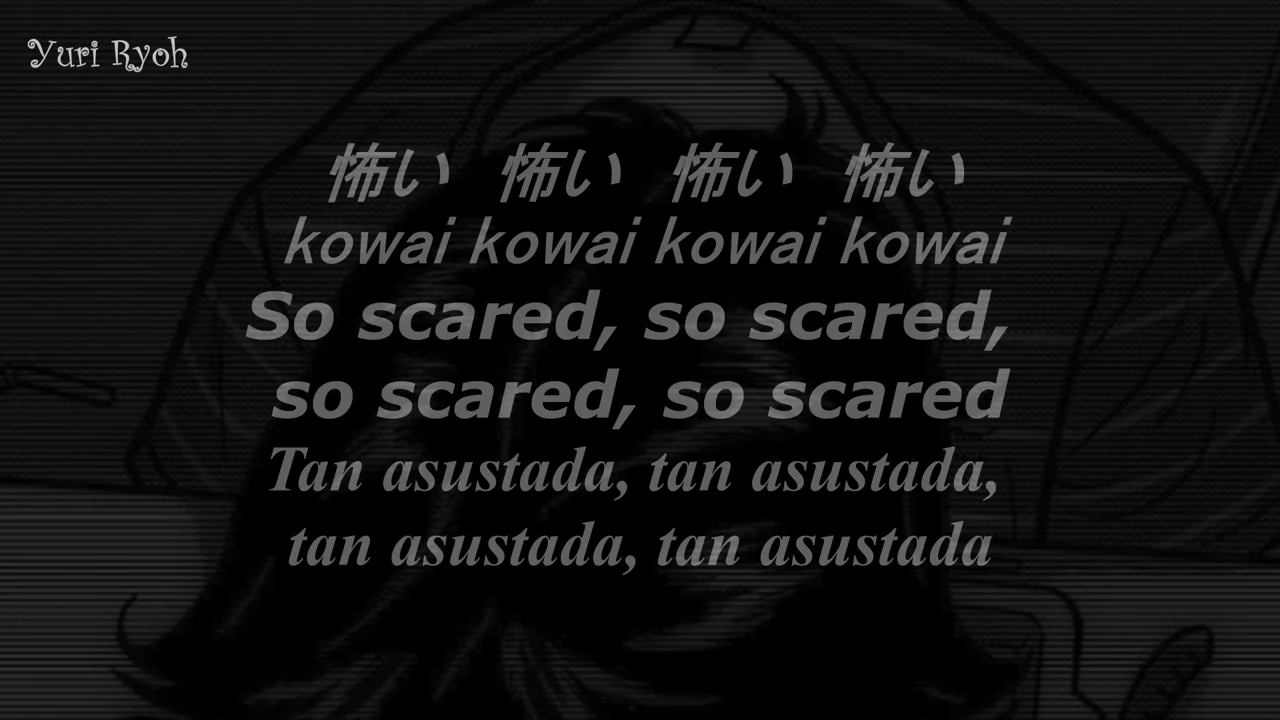 Yuri Ryoh
怖い 怖い 怖い 怖い
kowai kowai kowai kowai
So scared, so scared,
so scared, so scared
Tan asustada, tan asustada,
tan asustada, tan asustada